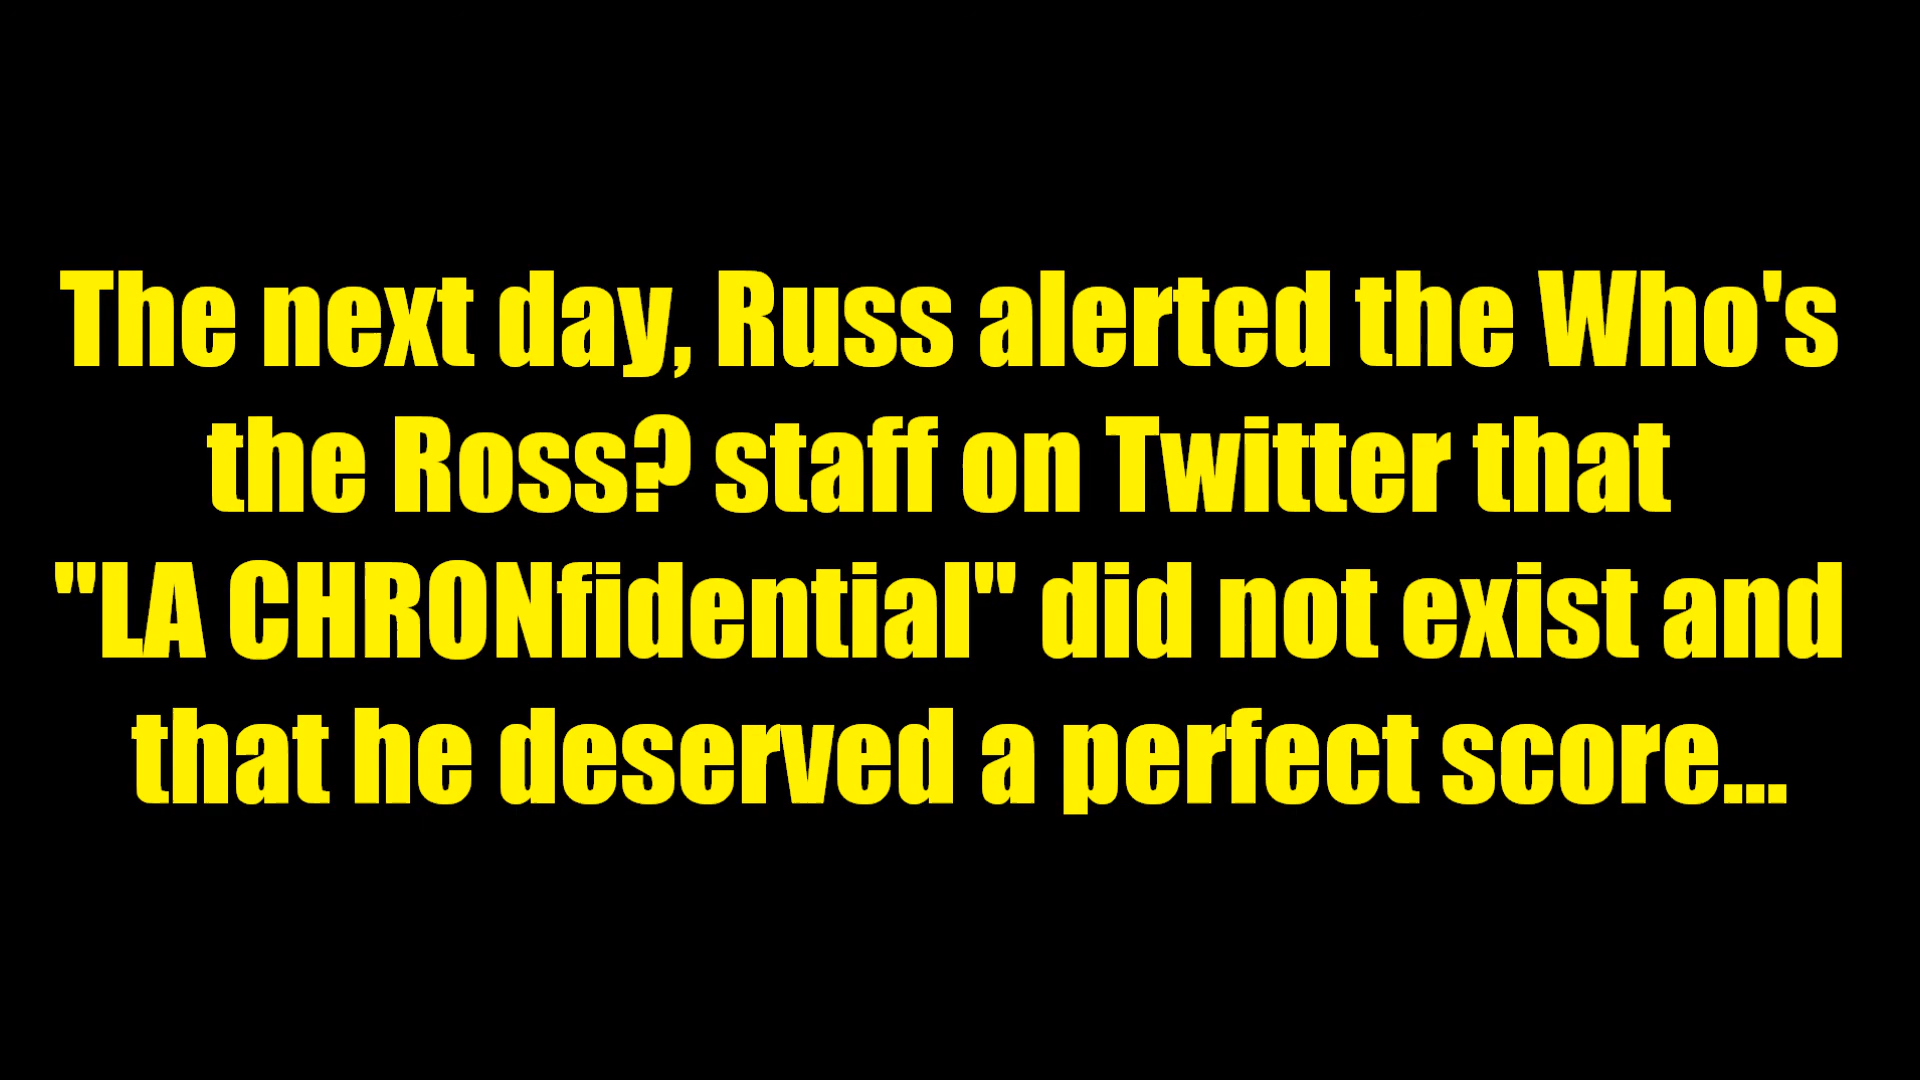 The next day, Russ alerted the Who's
the Ross? staff on Twitter that
"LA CHRONfidential" did not exist and
that he deserved a perfect score...